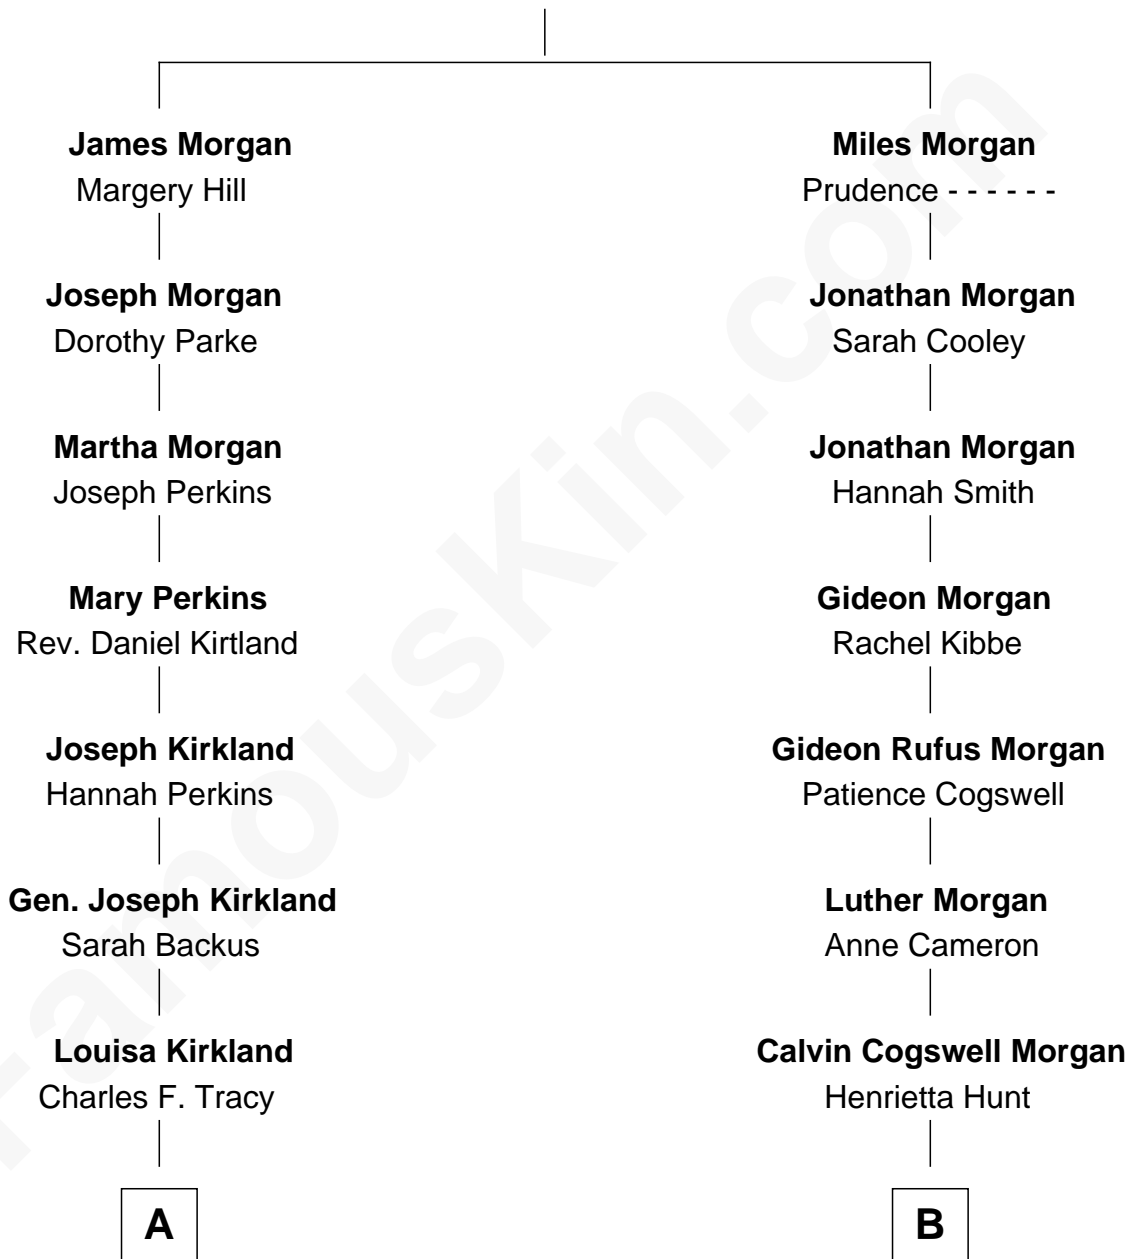 James Morgan
Margery Hill
Joseph Morgan
Dorothy Parke
Martha Morgan
Joseph Perkins
Mary Perkins
Rev. Daniel Kirtland
Joseph Kirkland
Hannah Perkins
Gen. Joseph Kirkland
Sarah Backus
Louisa Kirkland
Charles F. Tracy
A
Miles Morgan
Prudence - - - - - -
Jonathan Morgan
Sarah Cooley
Jonathan Morgan
Hannah Smith
Gideon Morgan
Rachel Kibbe
Gideon Rufus Morgan
Patience Cogswell
Luther Morgan
Anne Cameron
Calvin Cogswell Morgan
Henrietta Hunt
B
FamousKin.com